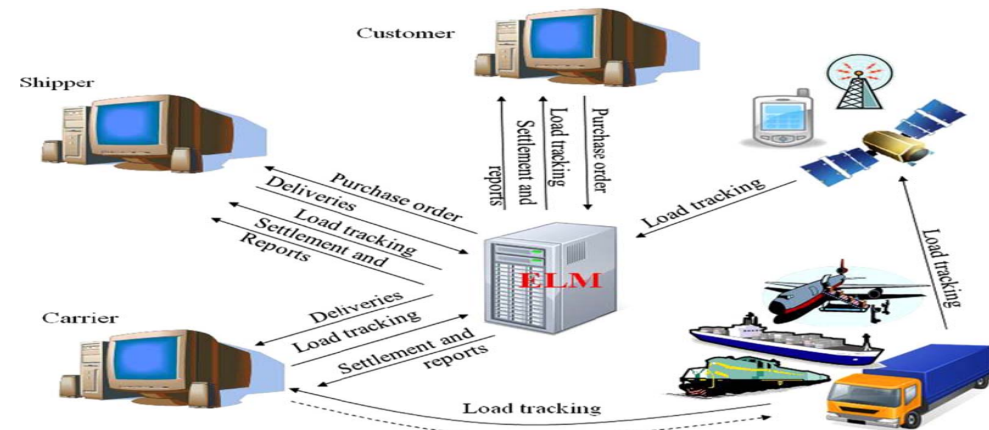 Customer
Shipper
Settlement and
reports
Load tracking
Purchase order
Purchase order
Deliveries
Load tracking
Settlement and
Reports
Load tracking
Load tracking
ELM
Carrier
Deliveries
Load tracking
Settlement and
reports
Load tracking